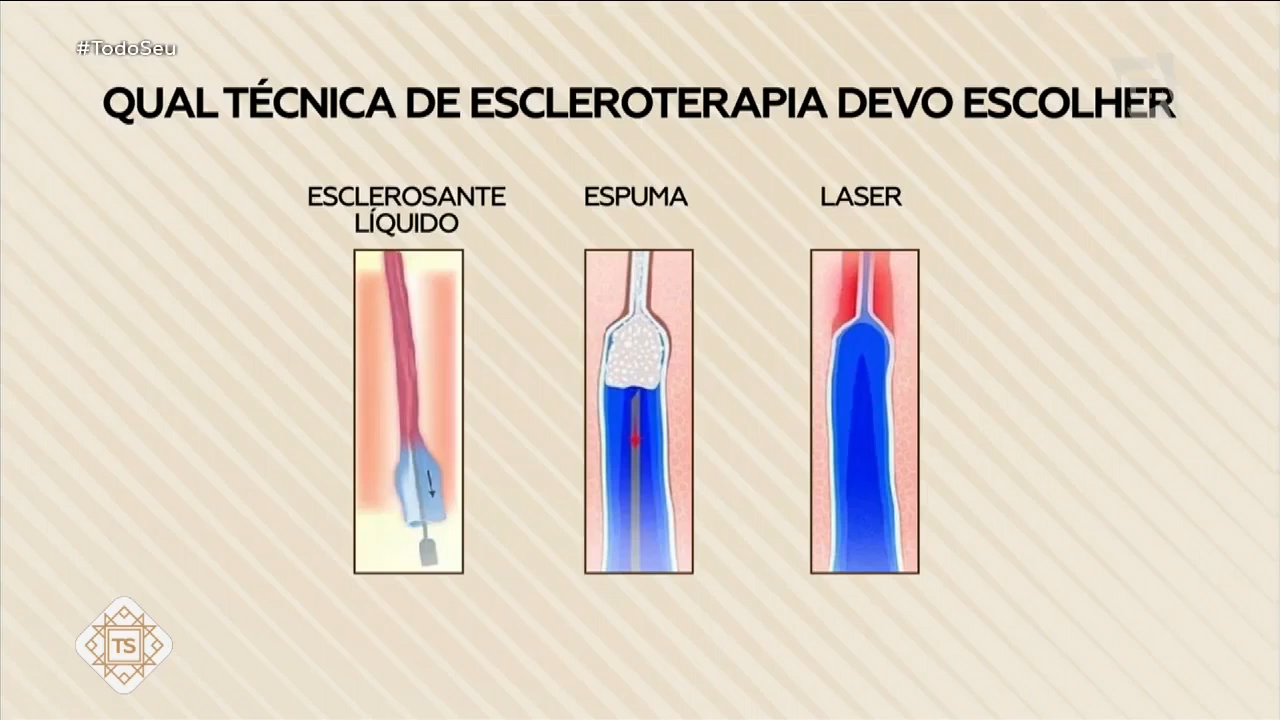 #TodoSeu
QUAL TÉCNICA DE ESCLEROTERAPIA DEVO ESCOLHER
ESCLEROSANTE
LÍQUIDO
ESPUMA
LASER
TS